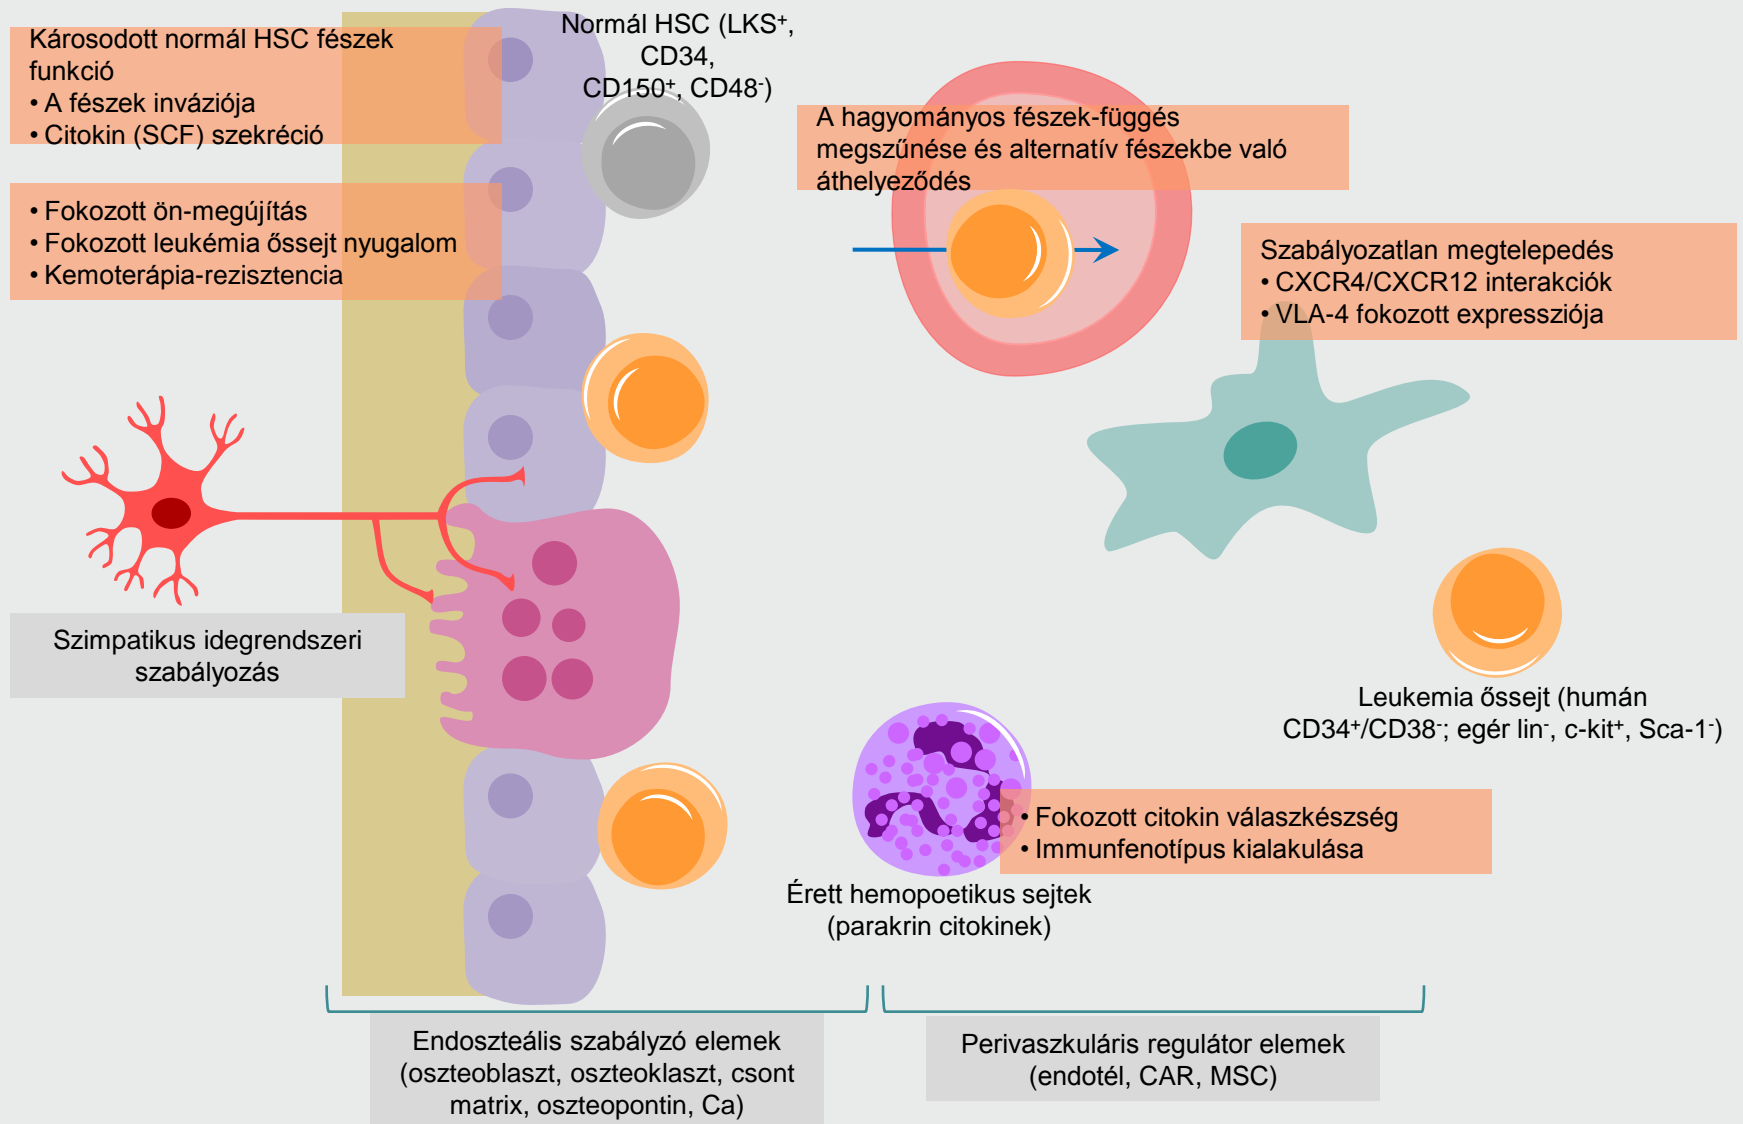 Károsodott normál HSC fészek
funkció
• A fészek inváziója
• Citokin (SCF) szekréció
• Fokozott ön-megújítás
• Fokozott leukémia őssejt nyugalom
• Kemoterápia-rezisztencia
Normál HSC (LKS⁺,
CD34,
CD150⁺, CD48⁻)
A hagyományos fészek-függés
megszűnése és alternatív fészekbe való
áthelyeződés
Szabályozatlan megtelepedés
• CXCR4/CXCR12 interakciók
• VLA-4 fokozott expressziója
Szimpatikus idegrendszeri
szabályozás
Leukemia őssejt (humán
CD34⁺/CD38⁻; egér lin⁻, c-kit⁺, Sca-1⁻)
• Fokozott citokin válaszkészség
• Immunfenotípus kialakulása
Érett hemopoetikus sejtek
(parakrin citokinek)
Endoszteális szabályzó elemek
(oszteoblaszt, oszteoklaszt, csont
matrix, oszteopontin, Ca)
Perivaszkuláris regulátor elemek
(endotél, CAR, MSC)